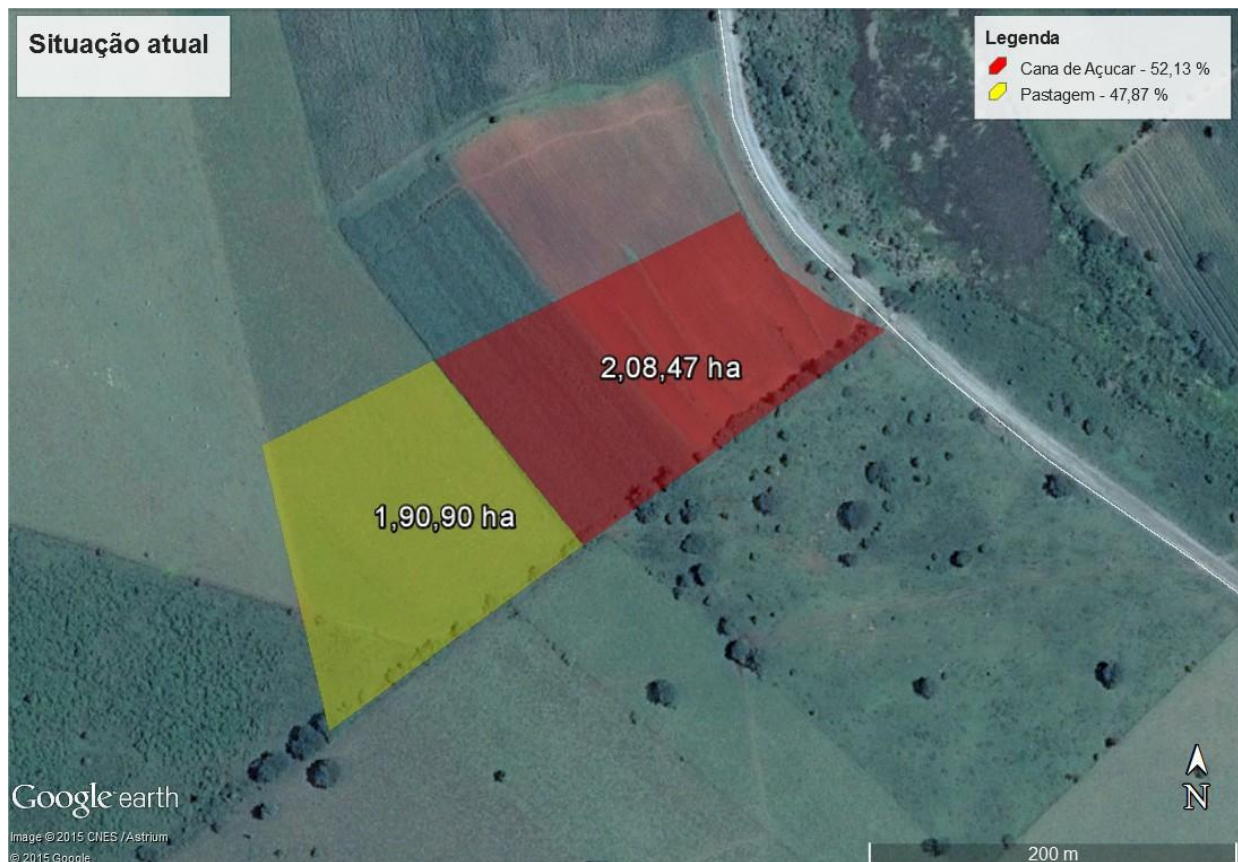 Situação atual
Legenda
Cana de Açucar - 52,13 %
Pastagem - 47,87 %
2,08,47 ha
1,90,90 ha
Google earth
Image © 2015 CNES / Astrium
© 2015 Google
N
200 m